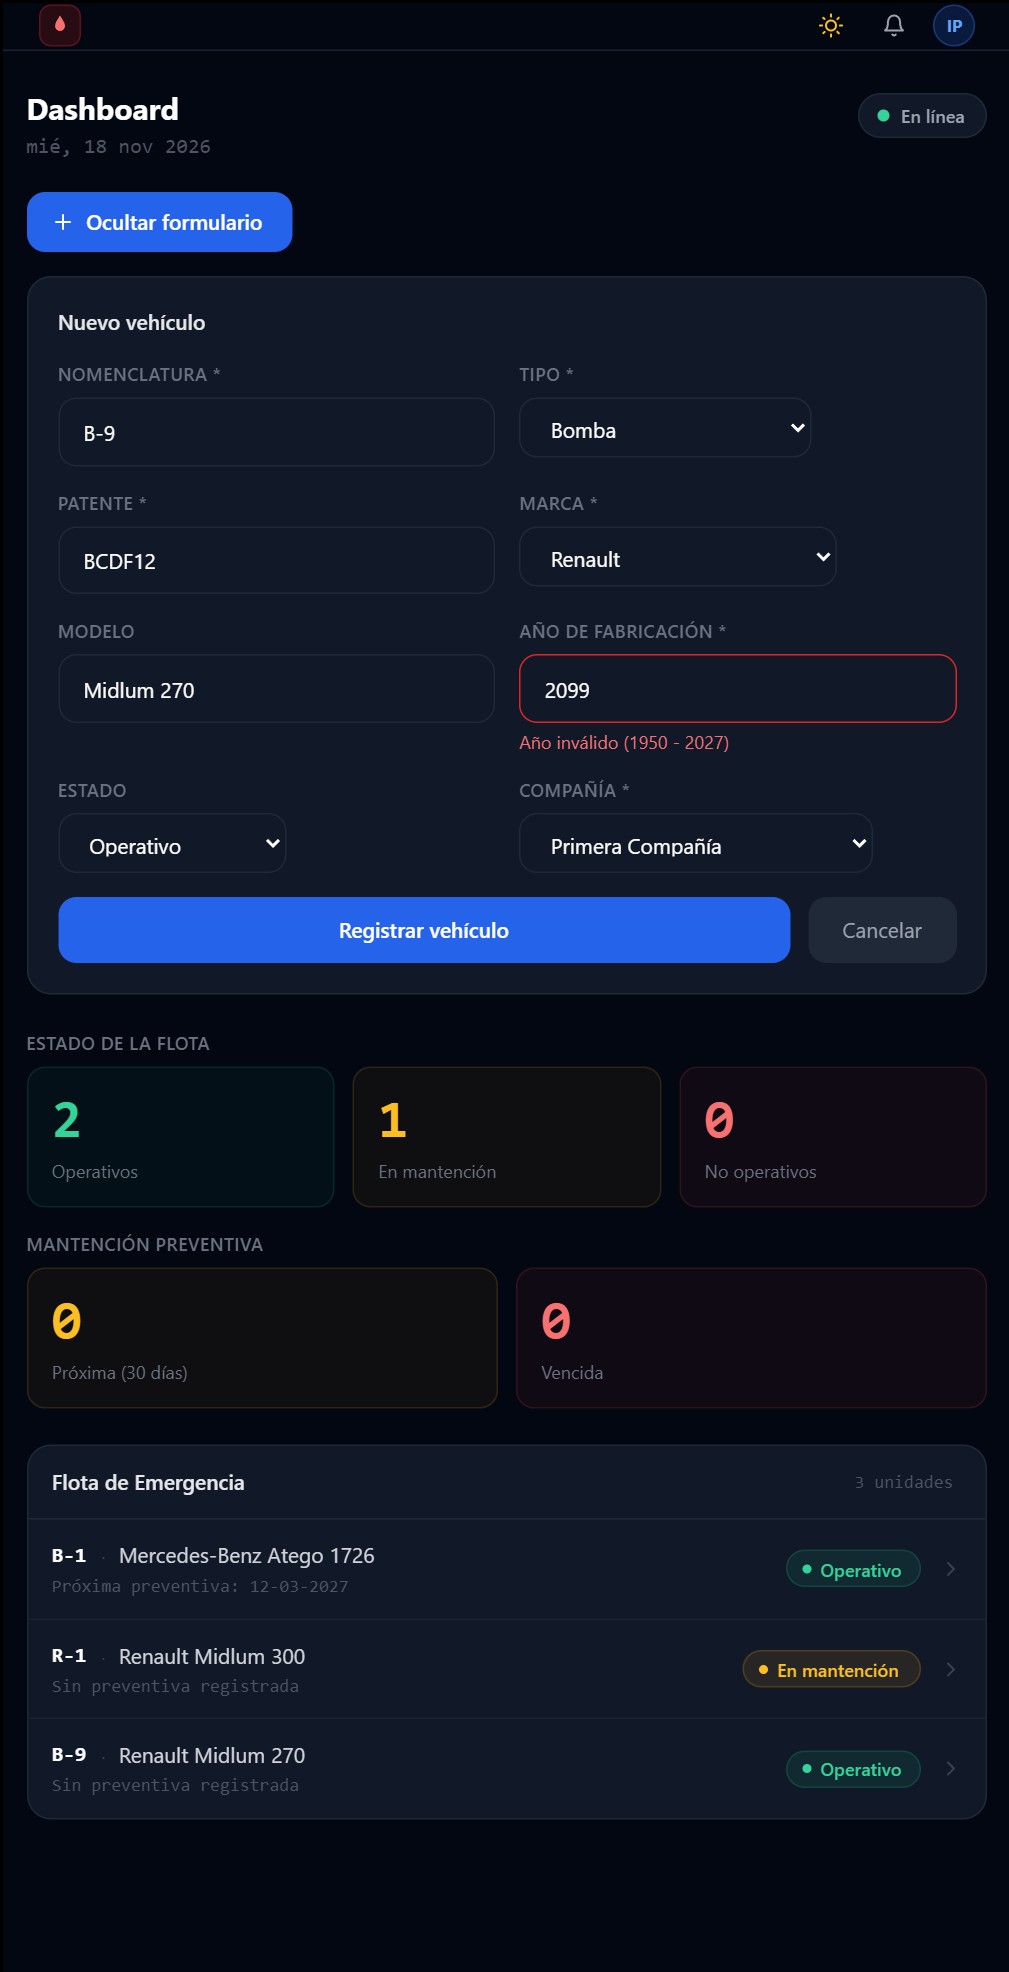 IP
Dashboard
En línea
mié, 18 nov 2026
+ Ocultar formulario
Nuevo vehículo
NOMENCLATURA *
TIPO *
B-9
Bomba
PATENTE *
MARCA *
BCDF12
Renault
MODELO
AÑO DE FABRICACIÓN *
Midlum 270
2099
Año inválido (1950 - 2027)
ESTADO
COMPAÑÍA *
Operativo
Primera Compañía
Registrar vehículo
Cancelar
ESTADO DE LA FLOTA
2
Operativos
1
En mantención
0
No operativos
MANTENCIÓN PREVENTIVA
0
Próxima (30 días)
0
Vencida
Flota de Emergencia
3 unidades
B-1 · Mercedes-Benz Atego 1726
Próxima preventiva: 12-03-2027
Operativo
R-1 · Renault Midlum 300
Sin preventiva registrada
En mantención
B-9 · Renault Midlum 270
Sin preventiva registrada
Operativo